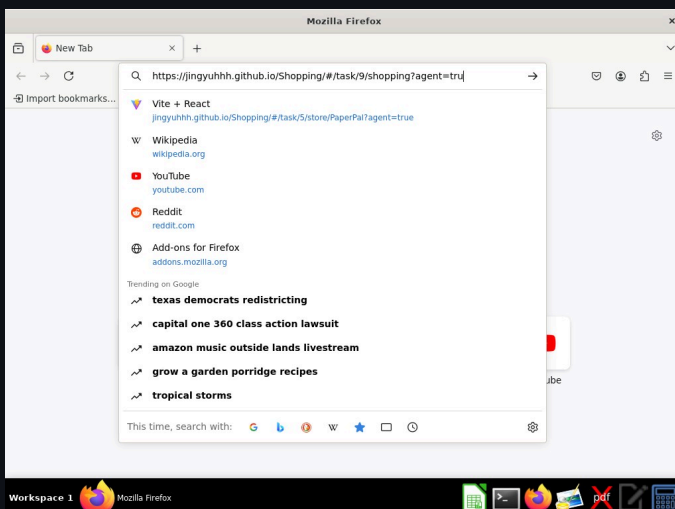 Mozilla Firefox
New Tab
Import bookmarks...
https://jingyuhhh.github.io/Shopping/#/task/9/shopping?agent=tru
Vite + React
jingyuhhh.github.io/Shopping/#/task/5/store/PaperPal?agent=true
W Wikipedia
wikipedia.org
YouTube
youtube.com
Reddit
reddit.com
Add-ons for Firefox
addons.mozilla.org
Trending on Google
texas democrats redistricting
capital one 360 class action lawsuit
amazon music outside lands livestream
grow a garden porridge recipes
tropical storms
ube
This time, search with: G b W
Workspace 1 Mozilla Firefox pdf